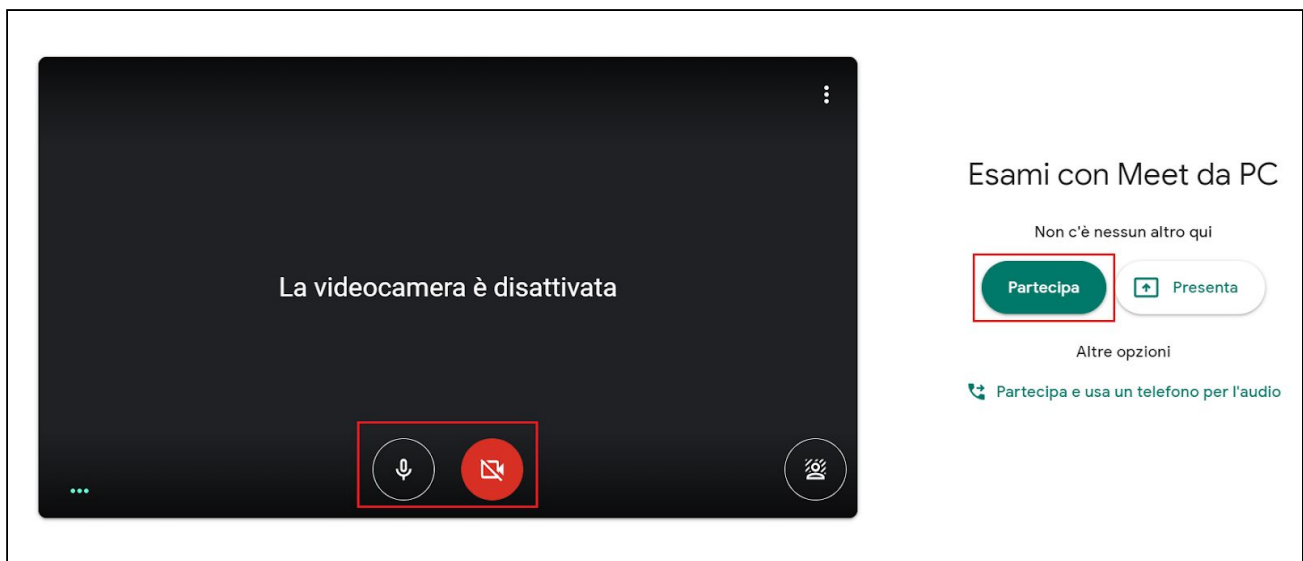 La videocamera è disattivata
Esami con Meet da PC
Non c'è nessun altro qui
Partecipa
Presenta
Altre opzioni
Partecipa e usa un telefono per l'audio